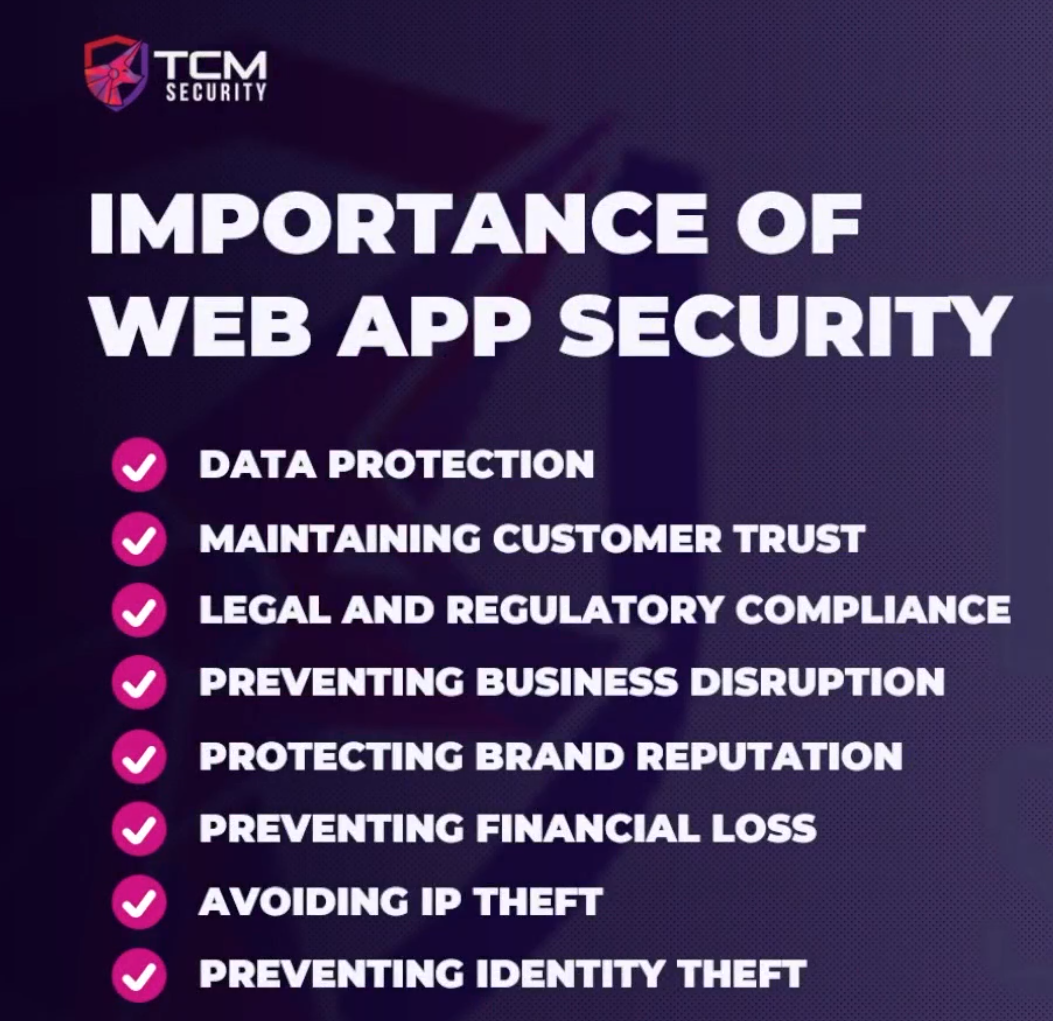 TCM
SECURITY
IMPORTANCE OF
WEB APP SECURITY
DATA PROTECTION
MAINTAINING CUSTOMER TRUST
LEGAL AND REGULATORY COMPLIANCE
PREVENTING BUSINESS DISRUPTION
PROTECTING BRAND REPUTATION
PREVENTING FINANCIAL LOSS
AVOIDING IP THEFT
PREVENTING IDENTITY THEFT